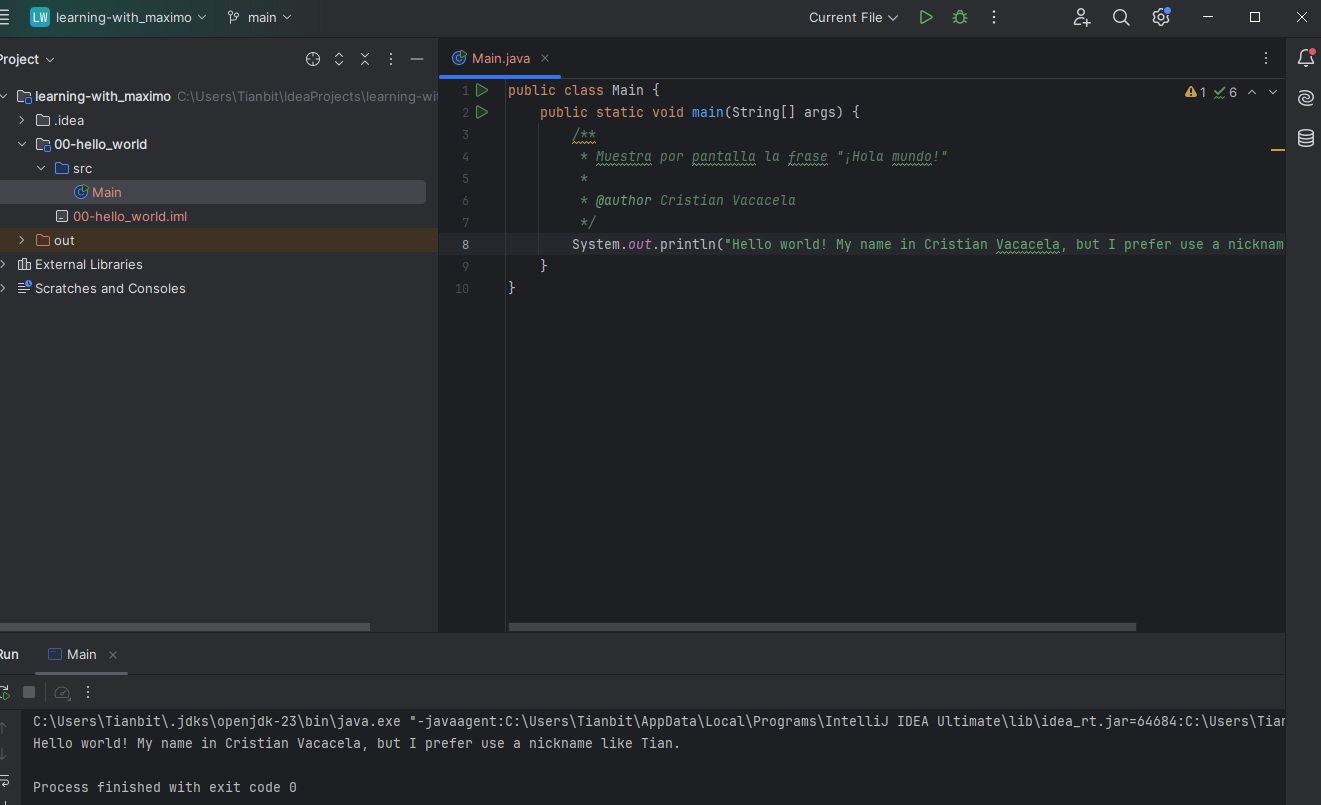 LW learning-with_maximo main Current File
Project
Main.java
learning-with_maximo C:\Users\Tianbit\IdeaProjects\learning-wi
.idea
00-hello_world
src
Main
00-hello_world.iml
out
External Libraries
Scratches and Consoles
1 public class Main {
1 6
2 public static void main(String[] args) {
3 /**
4 * Muestra por pantalla la frase "¡Hola mundo!"
5 *
6 * @author Cristian Vacacela
7 */
8 System.out.println("Hello world! My name in Cristian Vacacela, but I prefer use a nicknam
9 }
10 }
Run Main
C:\Users\Tianbit\.jdks\openjdk-23\bin\java.exe "-javaagent:C:\Users\Tianbit\AppData\Local\Programs\IntelliJ IDEA Ultimate\lib\idea_rt.jar=64684:C:\Users\Tian
Hello world! My name in Cristian Vacacela, but I prefer use a nickname like Tian.
Process finished with exit code 0